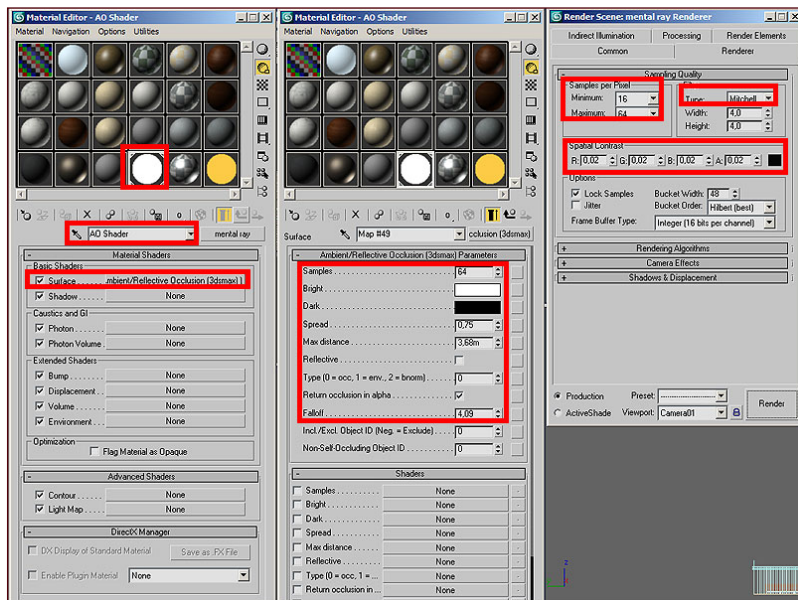 Material Editor - AO Shader
Material Navigation Options Utilities
AO Shader mental ray
- Material Shaders
Basic Shaders
Surface . . . . mbient/Reflective Occlusion (3dsmax) )
Shadow . . . . None
Caustics and GI
Photon . . . . . . None
Photon Volume . None
Extended Shaders
Bump . . . . . . . None
Displacement . . None
Volume . . . . . . None
Environment . . . None
Optimization
Flag Material as Opaque
- Advanced Shaders
Contour . . . . . None
Light Map . . . . None
- DirectX Manager
DX Display of Standard Material Save as .FX File
Enable Plugin Material None
Material Editor - AO Shader
Material Navigation Options Utilities
Surface Map #49 cclusion (3dsmax)
- Ambient/Reflective Occlusion (3dsmax) Parameters
Samples 64
Bright
Dark
Spread 0,75
Max distance 3,68m
Reflective
Type (0 = occ, 1 = env., 2 = bnorm) 0
Return occlusion in alpha
Falloff 4,09
Incl./Excl. Object ID (Neg. = Exclude) 0
Non-Self-Occluding Object ID 0
- Shaders
Samples None
Bright None
Dark None
Spread None
Max distance None
Reflective None
Type (0 = occ, 1 = ... None
Return occlusion in ... None
Render Scene: mental ray Renderer
Indirect Illumination Processing Render Elements
Common Renderer
- Sampling Quality
Samples per Pixel
Minimum: 16
Maximum: 64
Type: Mitchell
Width: 4,0
Height: 4,0
Spatial Contrast
R: 0,02 G: 0,02 B: 0,02 A: 0,02
Options
Lock Samples Bucket Width: 48
Jitter Bucket Order: Hilbert (best)
Frame Buffer Type: Integer (16 bits per channel)
+ Rendering Algorithms
+ Camera Effects
+ Shadows & Displacement
Production Preset: --------------------
ActiveShade Viewport: Camera01
Render
z